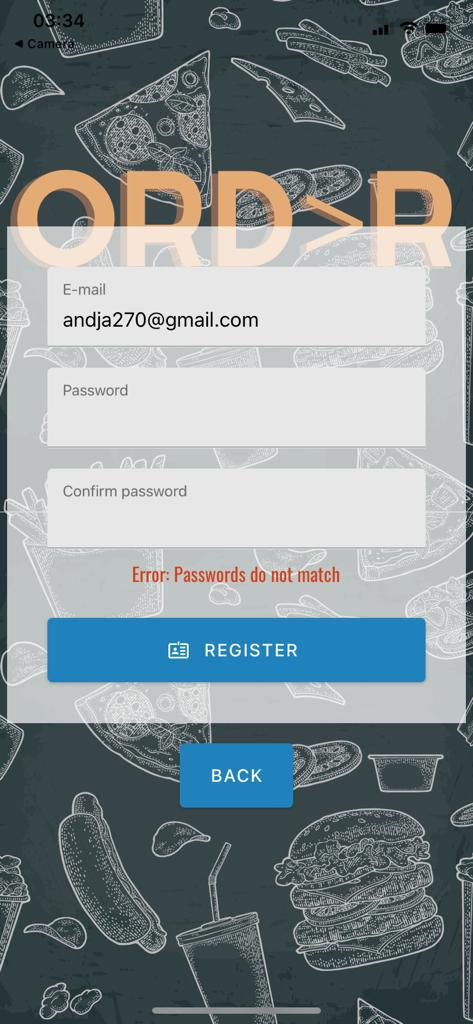 03:34
◀ Camera
ORD>R
E-mail
andja270@gmail.com
Password
Confirm password
Error: Passwords do not match
REGISTER
BACK